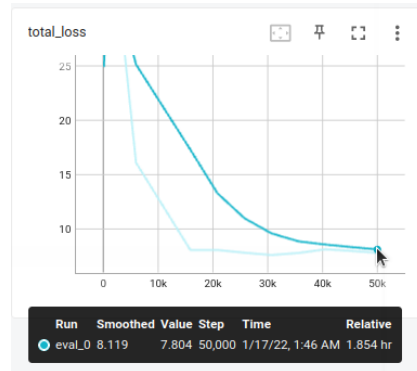 total_loss
25
20
15
10
0 10k 20k 30k 40k 50k
Run Smoothed Value Step Time Relative
eval_0 8.119 7.804 50,000 1/17/22, 1:46 AM 1.854 hr